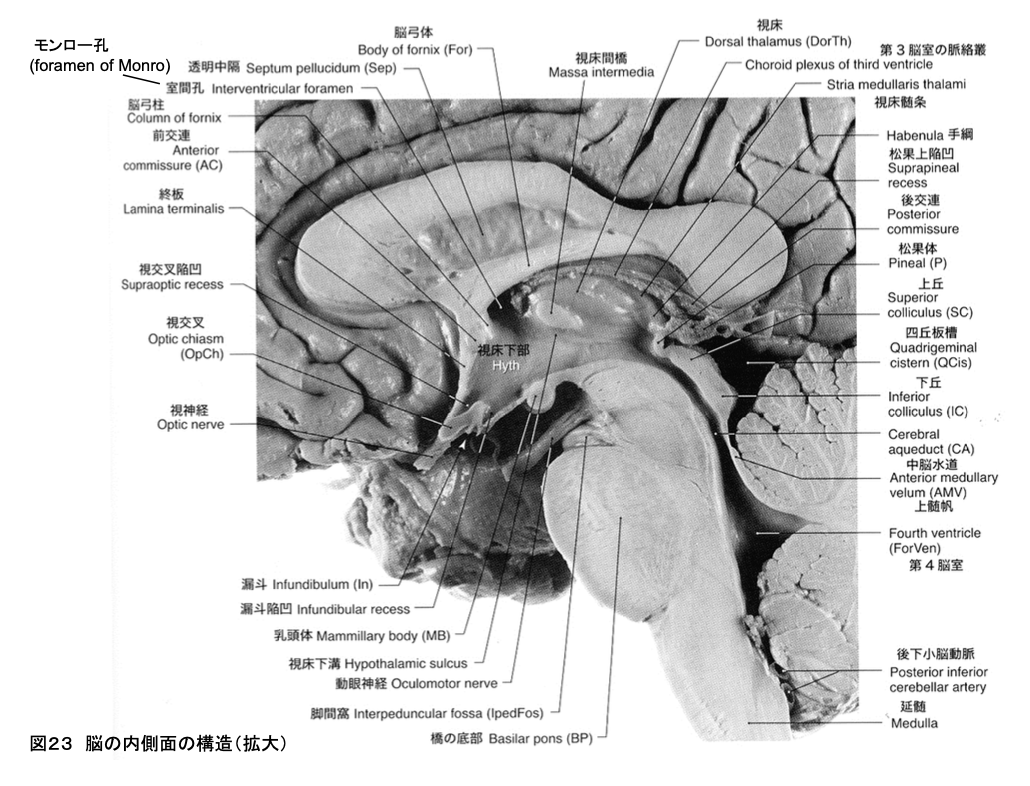 モンロー孔
(foramen of Monro)
脳弓体
Body of fornix (For)
透明中隔 Septum pellucidum (Sep)
室間孔 Interventricular foramen
脳弓柱
Column of fornix
前交連
Anterior
commissure (AC)
終板
Lamina terminalis
視交叉陥凹
Supraoptic recess
視交叉
Optic chiasm
(OpCh)
視神経
Optic nerve
視床間橋
Massa intermedia
視床
Dorsal thalamus (DorTh)
第3脳室の脈絡叢
Choroid plexus of third ventricle
Stria medullaris thalami
視床髄条
Habenula 手綱
松果上陥凹
Suprapineal
recess
後交連
Posterior
commissure
松果体
Pineal (P)
上丘
Superior
colliculus (SC)
四丘板槽
Quadrigeminal
cistern (QCis)
下丘
Inferior
colliculus (IC)
Cerebral
aqueduct (CA)
中脳水道
Anterior medullary
velum (AMV)
上髄帆
Fourth ventricle
(ForVen)
第4脳室
後下小脳動脈
Posterior inferior
cerebellar artery
延髄
Medulla
視床下部
Hyth
漏斗 Infundibulum (In)
漏斗陥凹 Infundibular recess
乳頭体 Mammillary body (MB)
視床下溝 Hypothalamic sulcus
動眼神経 Oculomotor nerve
脚間窩 Interpeduncular fossa (IpedFos)
橋の底部 Basilar pons (BP)
図23 脳の内側面の構造(拡大)